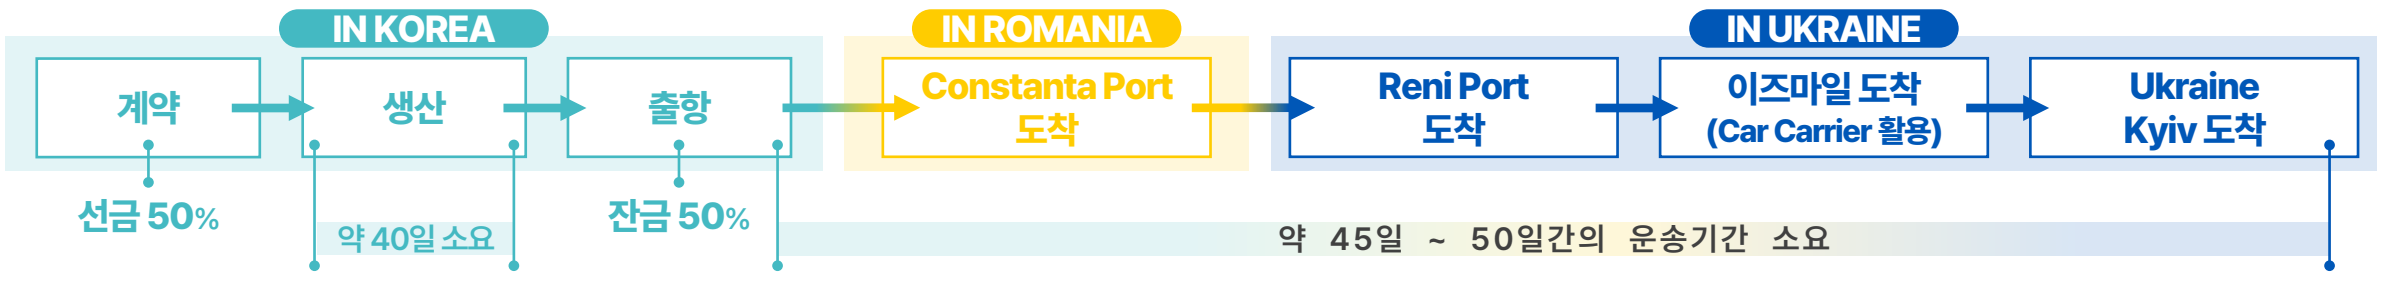 IN KOREA
계약
생산
출항
선금 50%
약 40일 소요
잔금 50%
IN ROMANIA
Constanta Port
도착
IN UKRAINE
Reni Port
도착
이즈마일 도착
(Car Carrier 활용)
Ukraine
Kyiv 도착
약 45일 ~ 50일간의 운송기간 소요